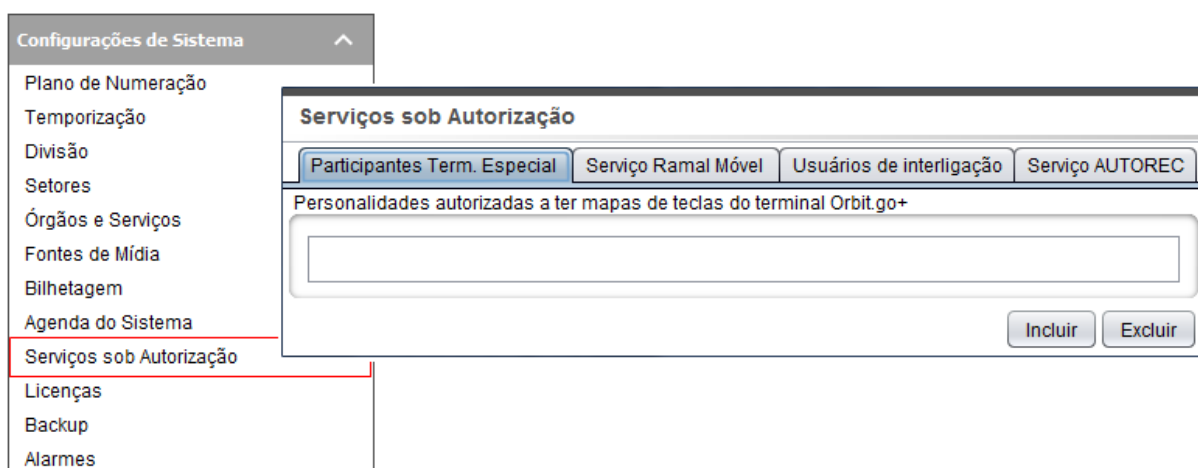 Configurações de Sistema
Plano de Numeração
Temporização
Divisão
Setores
Órgãos e Serviços
Fontes de Mídia
Bilhetagem
Agenda do Sistema
Serviços sob Autorização
Licenças
Backup
Alarmes
Serviços sob Autorização
Participantes Term. Especial Serviço Ramal Móvel Usuários de interligação Serviço AUTOREC
Personalidades autorizadas a ter mapas de teclas do terminal Orbit.go+
Incluir Excluir